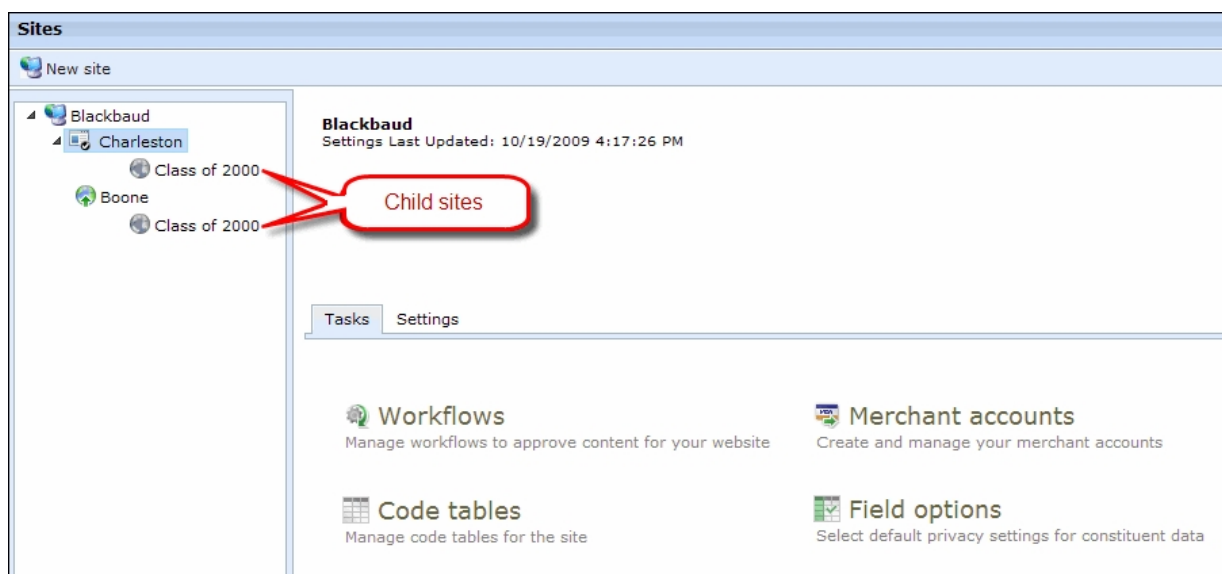 Sites
New site
Blackbaud
Charleston
Class of 2000
Boone
Class of 2000
Child sites
Blackbaud
Settings Last Updated: 10/19/2009 4:17:26 PM
Tasks Settings
Workflows
Manage workflows to approve content for your website
Merchant accounts
Create and manage your merchant accounts
Code tables
Manage code tables for the site
Field options
Select default privacy settings for constituent data